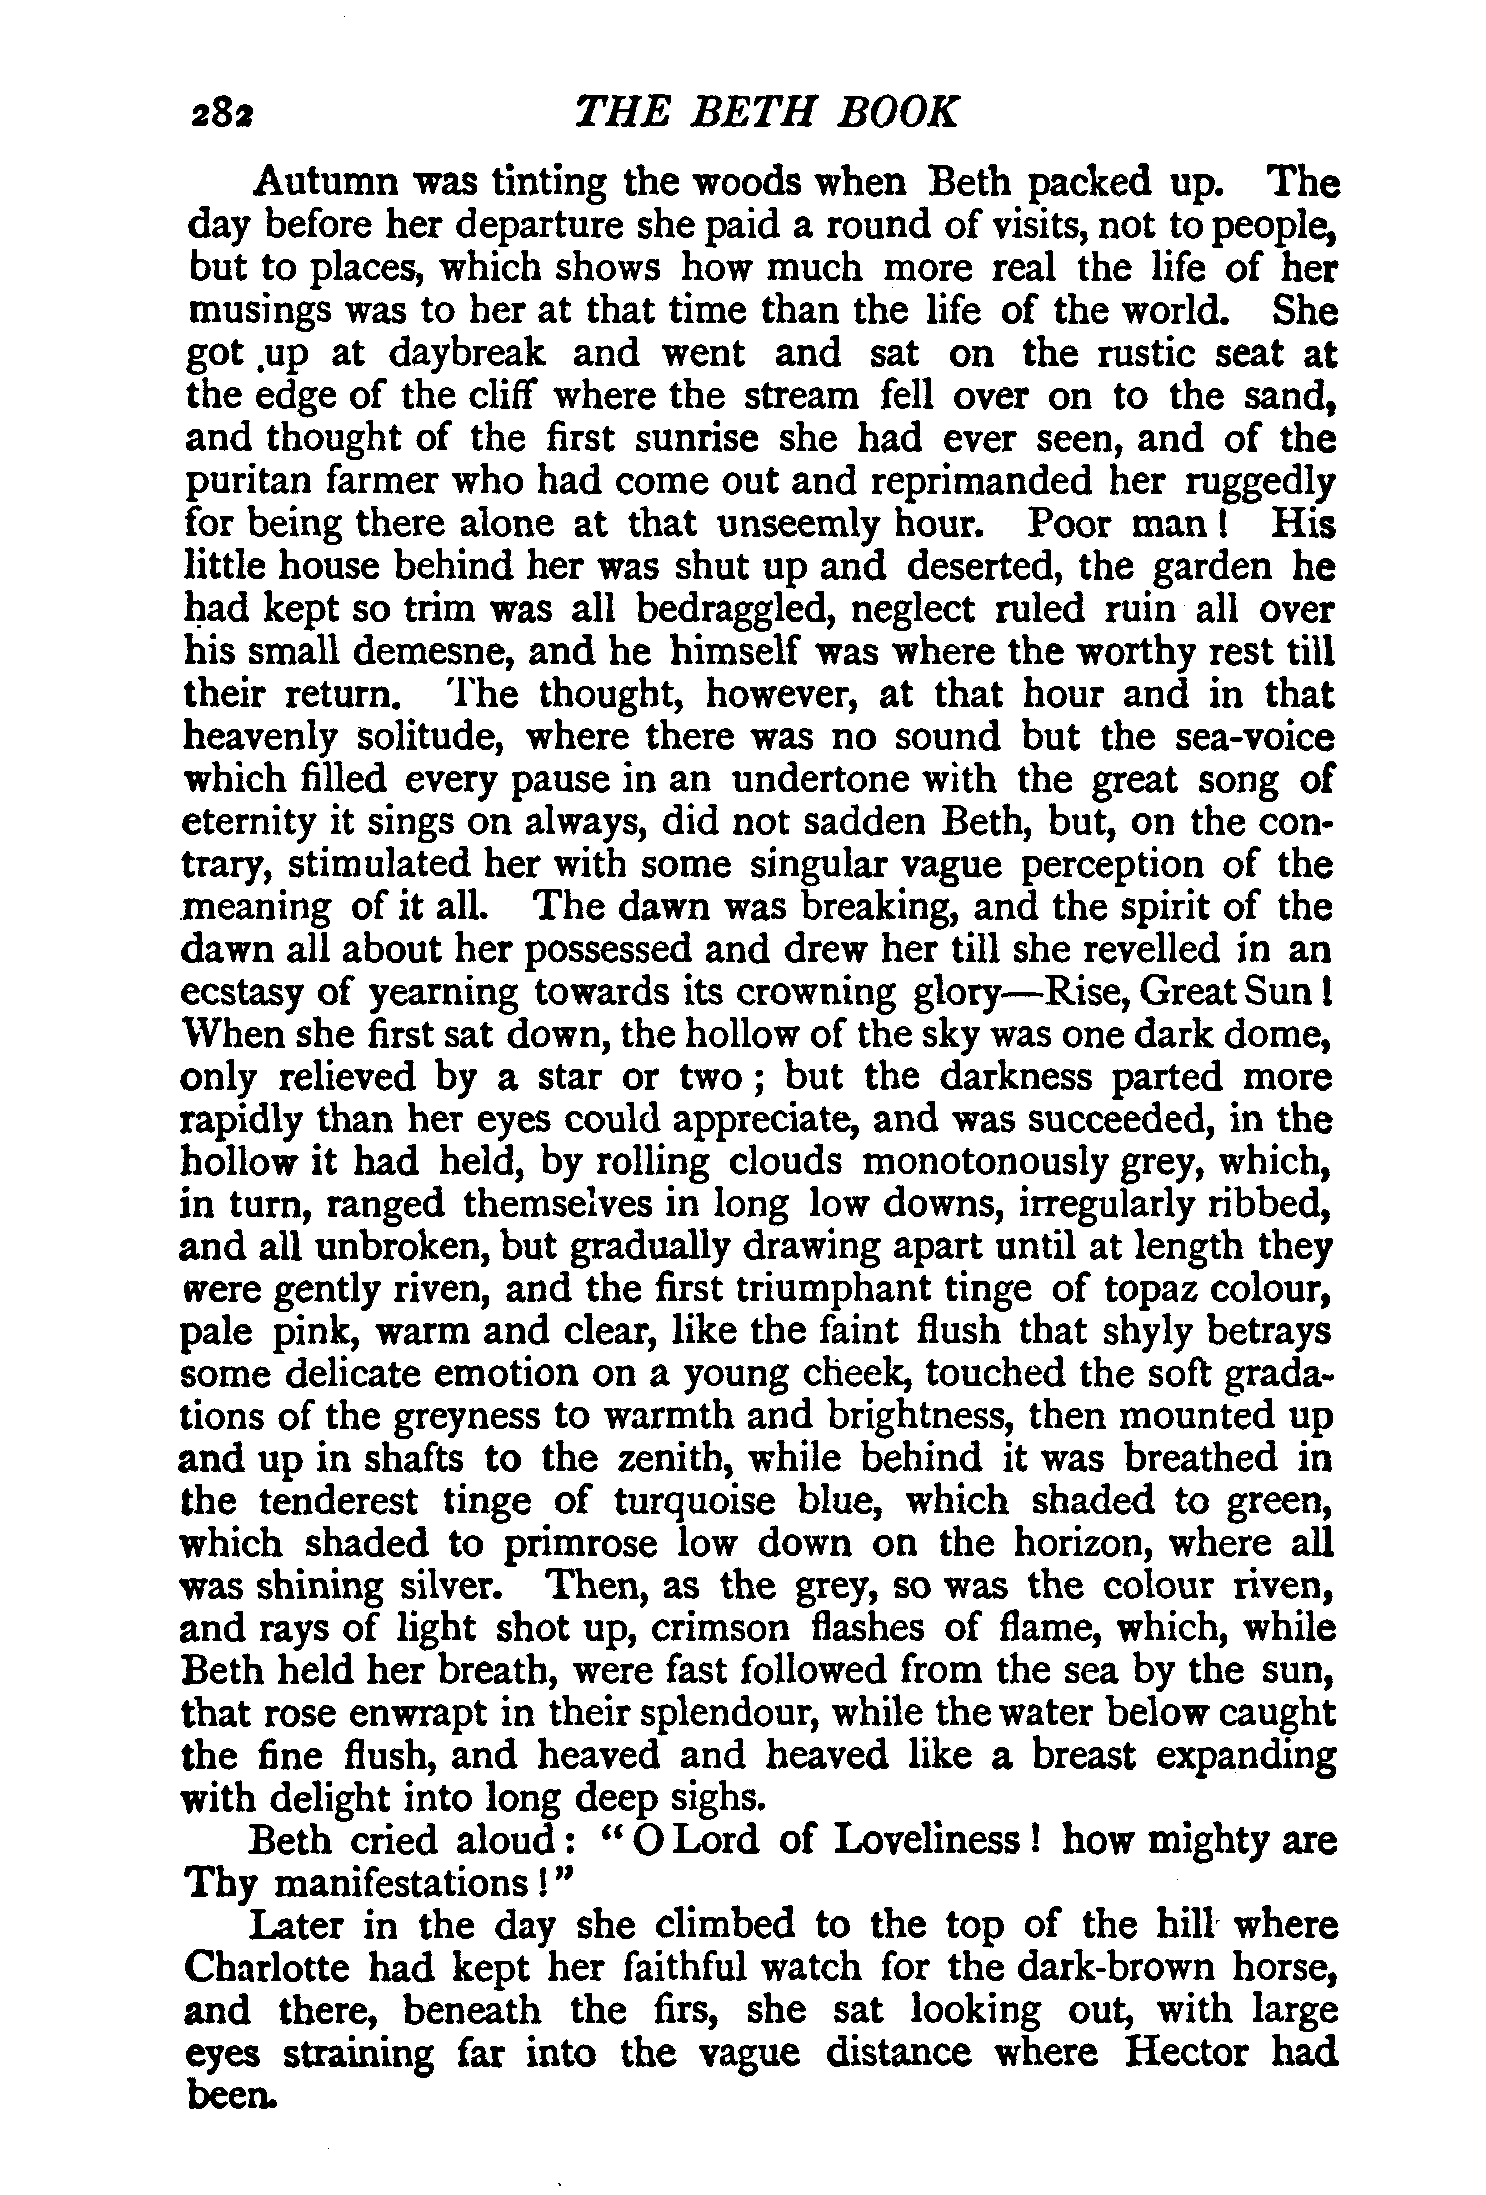 282 THE BETH BOOK
Autumn was tinting the woods when Beth packed up. The
day before her departure she paid a round of visits, not to people,
but to places, which shows how much more real the life of her
musings was to her at that time than the life of the world. She
got up at daybreak and went and sat on the rustic seat at
the edge of the cliff where the stream fell over on to the sand,
and thought of the first sunrise she had ever seen, and of the
puritan farmer who had come out and reprimanded her ruggedly
for being there alone at that unseemly hour. Poor man! His
little house behind her was shut up and deserted, the garden he
had kept so trim was all bedraggled, neglect ruled ruin all over
his small demesne, and he himself was where the worthy rest till
their return. The thought, however, at that hour and in that
heavenly solitude, where there was no sound but the sea-voice
which filled every pause in an undertone with the great song of
eternity it sings on always, did not sadden Beth, but, on the con-
trary, stimulated her with some singular vague perception of the
meaning of it all. The dawn was breaking, and the spirit of the
dawn all about her possessed and drew her till she revelled in an
ecstasy of yearning towards its crowning glory—Rise, Great Sun!
When she first sat down, the hollow of the sky was one dark dome,
only relieved by a star or two; but the darkness parted more
rapidly than her eyes could appreciate, and was succeeded, in the
hollow it had held, by rolling clouds monotonously grey, which,
in turn, ranged themselves in long low downs, irregularly ribbed,
and all unbroken, but gradually drawing apart until at length they
were gently riven, and the first triumphant tinge of topaz colour,
pale pink, warm and clear, like the faint flush that shyly betrays
some delicate emotion on a young cheek, touched the soft grada-
tions of the greyness to warmth and brightness, then mounted up
and up in shafts to the zenith, while behind it was breathed in
the tenderest tinge of turquoise blue, which shaded to green,
which shaded to primrose low down on the horizon, where all
was shining silver. Then, as the grey, so was the colour riven,
and rays of light shot up, crimson flashes of flame, which, while
Beth held her breath, were fast followed from the sea by the sun,
that rose enwrapt in their splendour, while the water below caught
the fine flush, and heaved and heaved like a breast expanding
with delight into long deep sighs.
Beth cried aloud: "O Lord of Loveliness! how mighty are
Thy manifestations!"
Later in the day she climbed to the top of the hill where
Charlotte had kept her faithful watch for the dark-brown horse,
and there, beneath the firs, she sat looking out, with large
eyes straining far into the vague distance where Hector had
been.